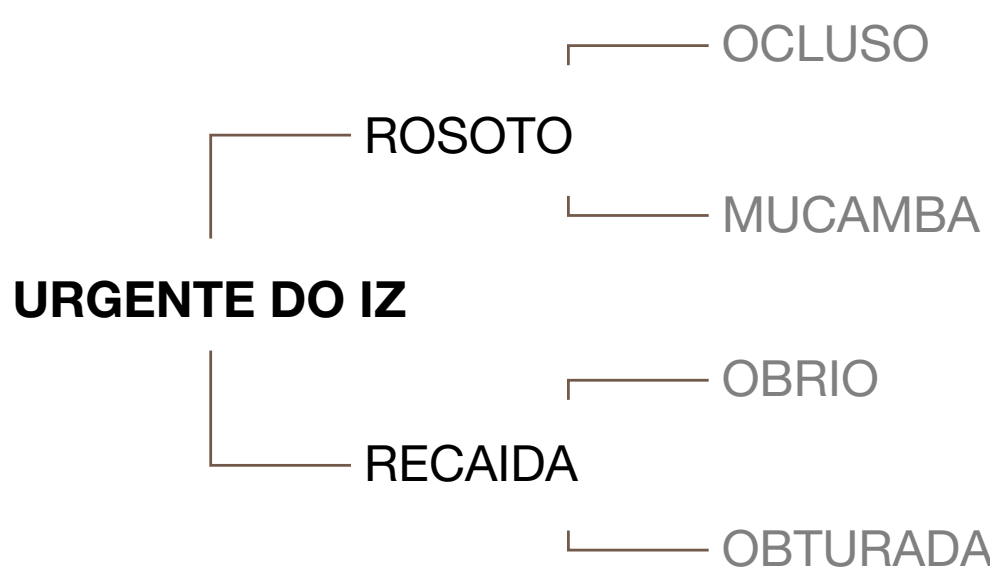 OCLUSO
ROSOTO
MUCAMBA
URGENTE DO IZ
OBRIO
RECAIDA
OBTURADA